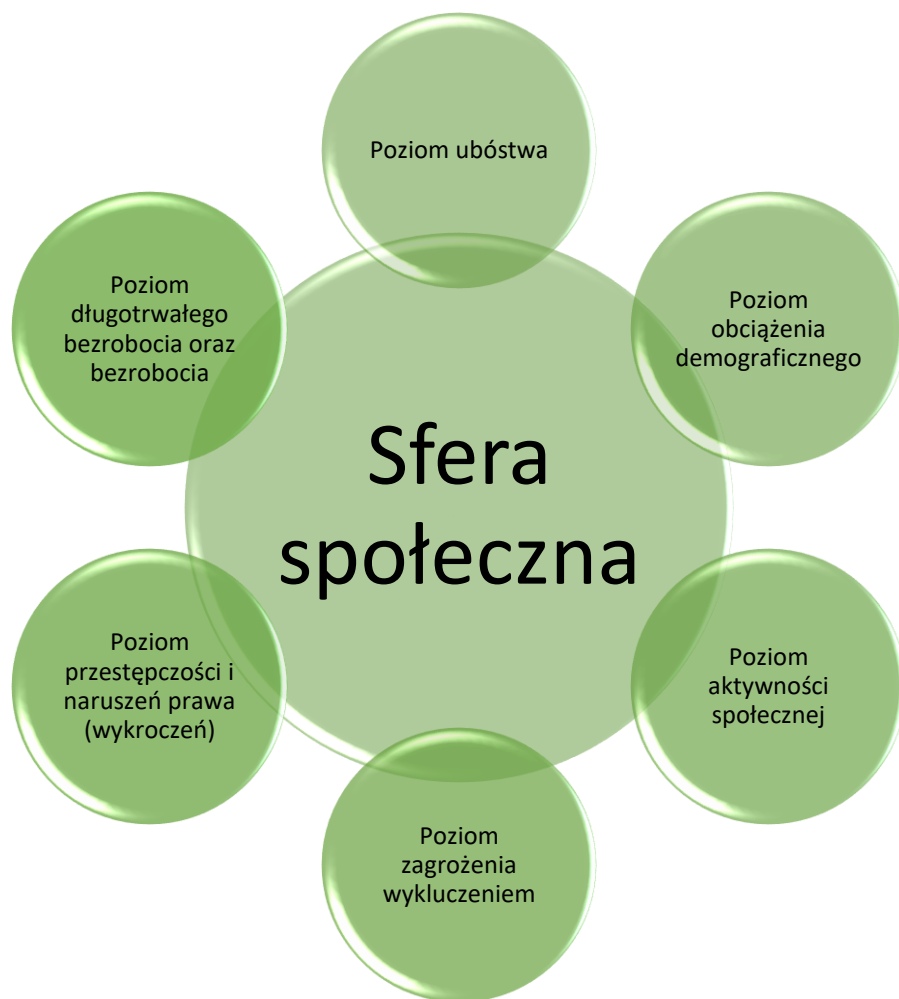 Poziom ubóstwa
Poziom
obciążenia
demograficznego
Poziom
aktywności
społecznej
Poziom
zagrożenia
wykluczeniem
Poziom
przestępczości i
naruszeń prawa
(wykroczeń)
Poziom
długotrwałego
bezrobocia oraz
bezrobocia
Sfera
społeczna